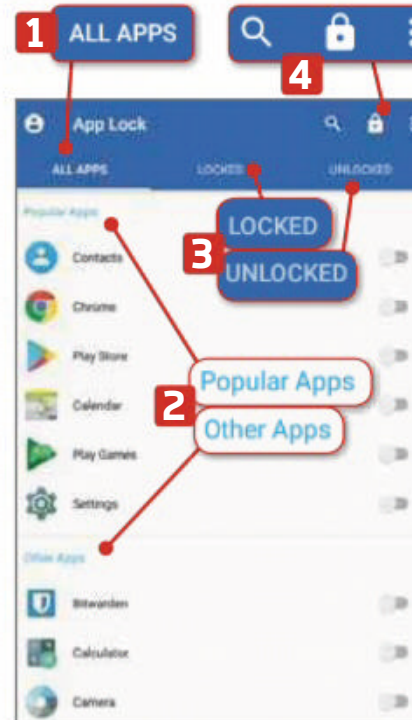 1 ALL APPS
4
App Lock
ALL APPS LOCKED UNLOCKED
Popular Apps
3 LOCKED
UNLOCKED
Contacts
Chrome
Play Store
2 Popular Apps
Other Apps
Calendar
Play Games
Settings
Other Apps
Bitwarden
Calculator
Camera